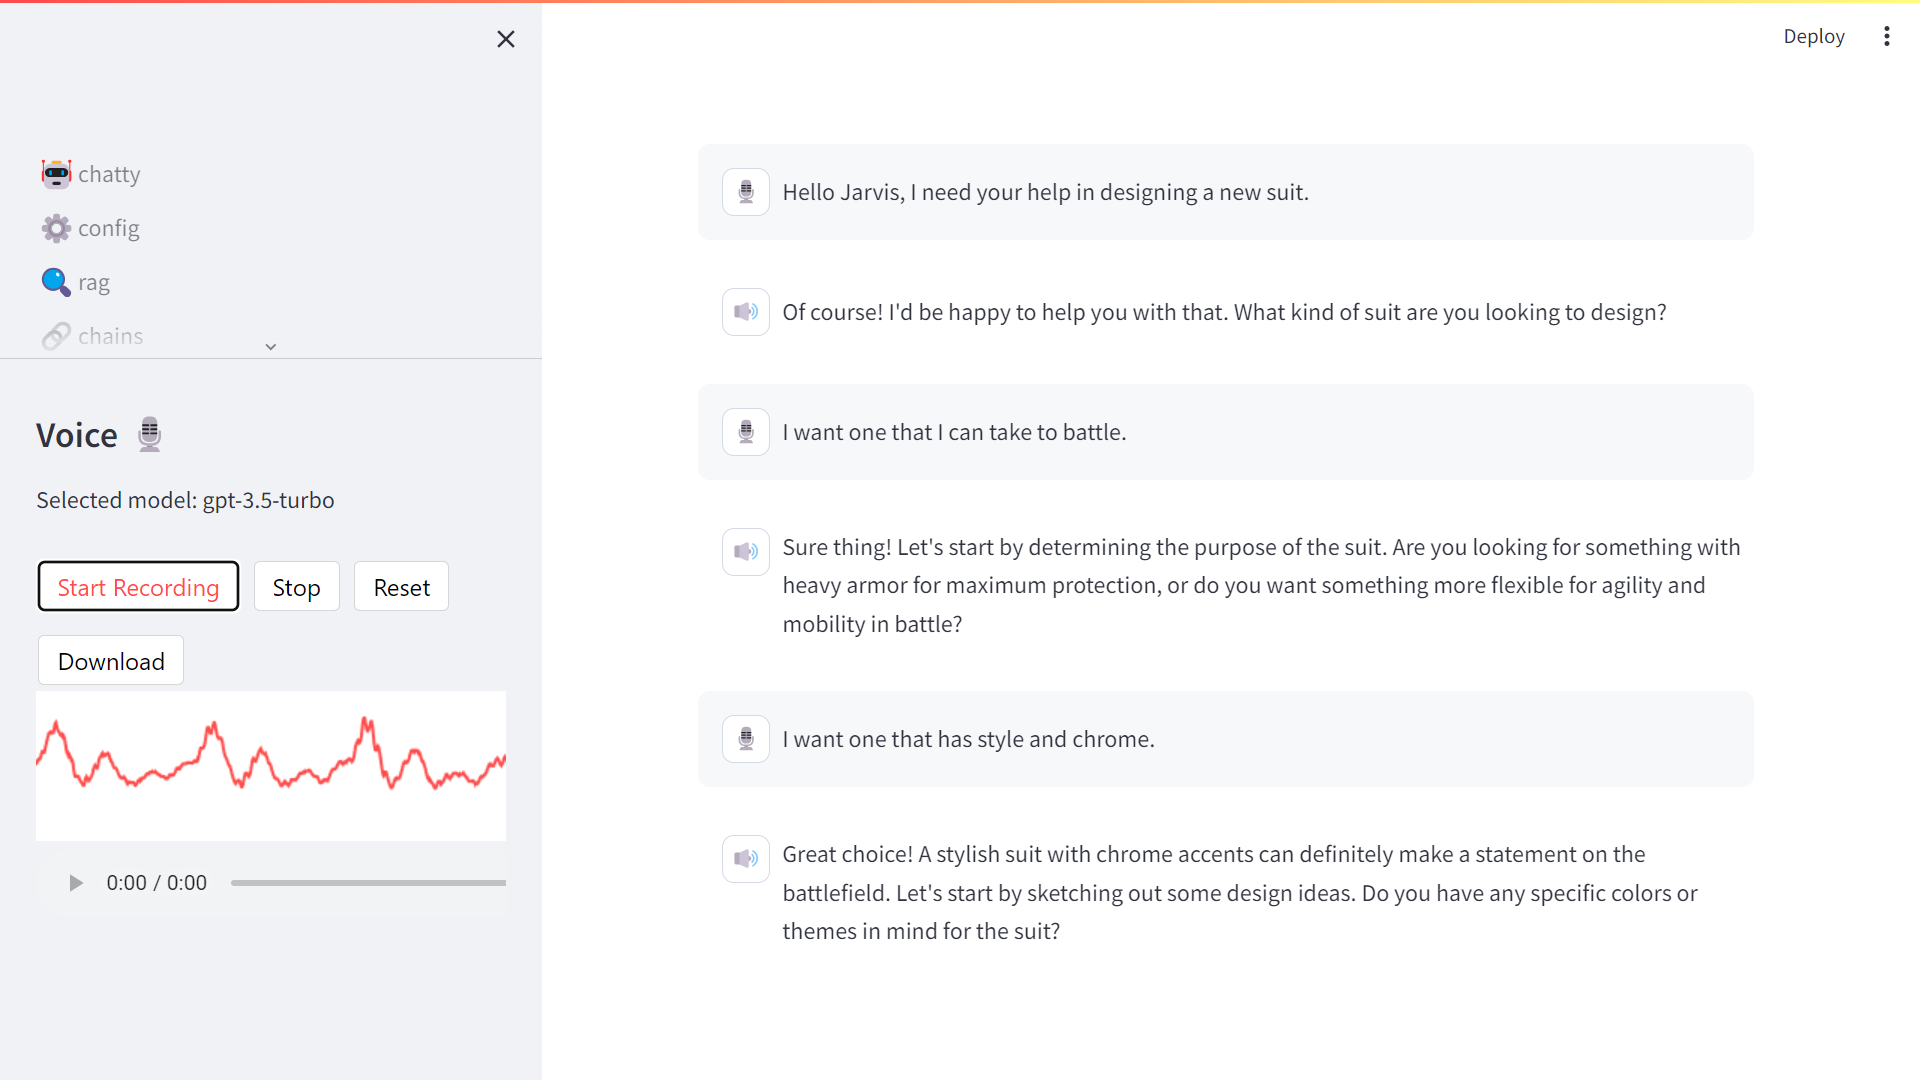 Deploy
chatty
config
rag
chains
Voice
Selected model: gpt-3.5-turbo
Start Recording
Stop
Reset
Download
0:00 / 0:00
Hello Jarvis, I need your help in designing a new suit.
Of course! I'd be happy to help you with that. What kind of suit are you looking to design?
I want one that I can take to battle.
Sure thing! Let's start by determining the purpose of the suit. Are you looking for something with
heavy armor for maximum protection, or do you want something more flexible for agility and
mobility in battle?
I want one that has style and chrome.
Great choice! A stylish suit with chrome accents can definitely make a statement on the
battlefield. Let's start by sketching out some design ideas. Do you have any specific colors or
themes in mind for the suit?